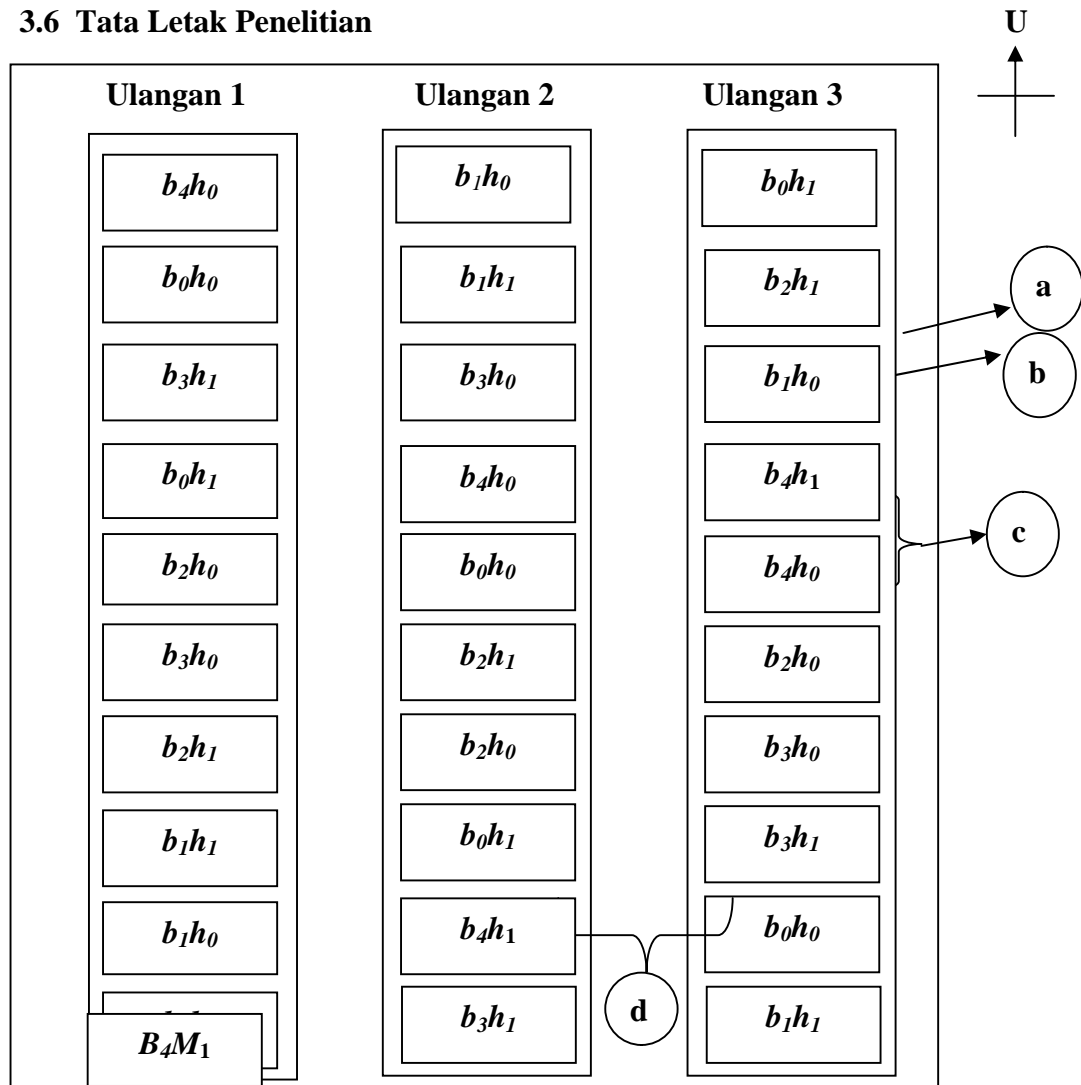 3.6 Tata Letak Penelitian
U
Ulangan 1 Ulangan 2 Ulangan 3
b₄h₀ b₁h₀ b₀h₁
b₀h₀ b₁h₁ b₂h₁
a
b₃h₁ b₃h₀ b₁h₀
b
b₀h₁ b₄h₀ b₄h₁
c
b₂h₀ b₀h₀ b₄h₀
b₃h₀ b₂h₁ b₂h₀
b₂h₁ b₂h₀ b₃h₀
b₁h₁ b₀h₁ b₃h₁
b₁h₀ b₄h₁ b₀h₀
d
B₄M₁ b₃h₁ b₁h₁